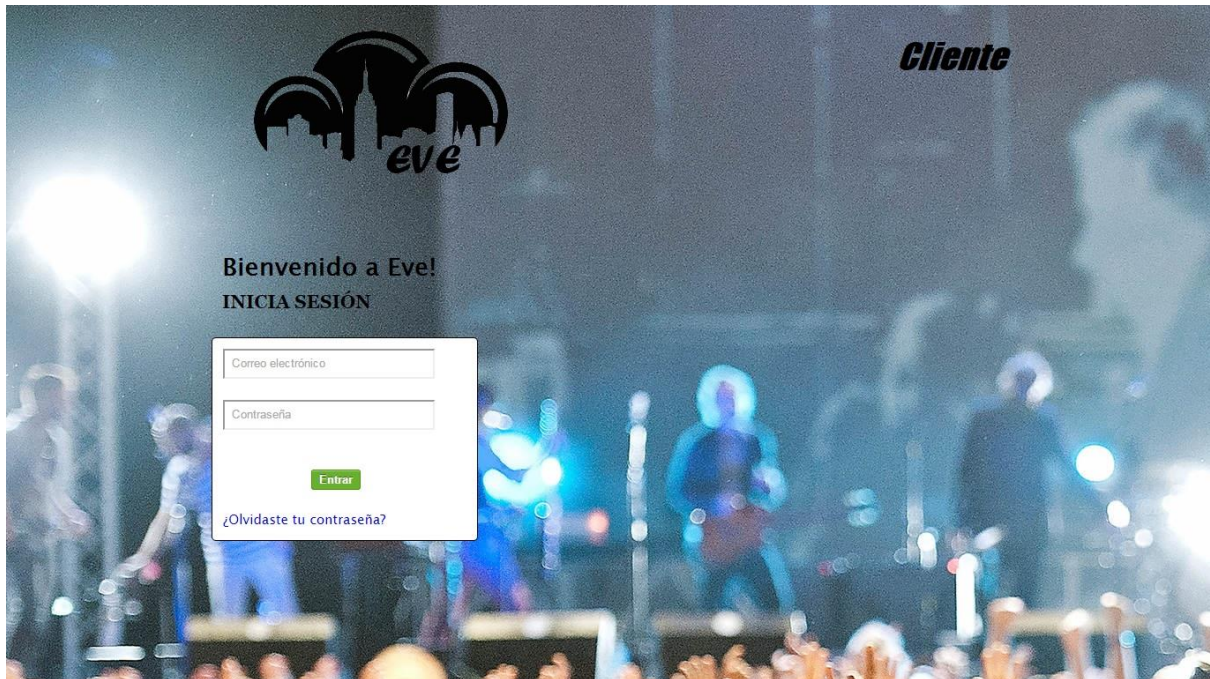 eve
Cliente
Bienvenido a Eve!
INICIA SESIÓN
Correo electrónico
Contraseña
Entrar
¿Olvidaste tu contraseña?